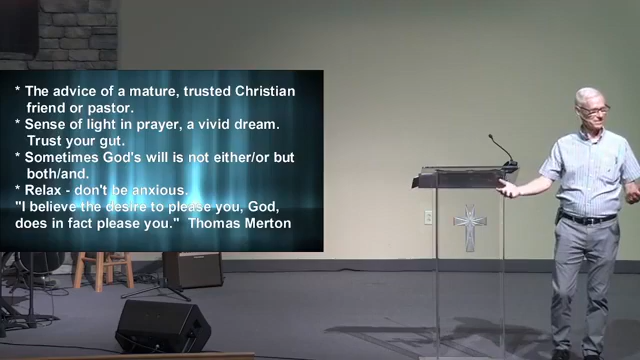 * The advice of a mature, trusted Christian
friend or pastor.
* Sense of light in prayer, a vivid dream.
Trust your gut.
* Sometimes God's will is not either/or but
both/and.
* Relax - don't be anxious.
"I believe the desire to please you, God,
does in fact please you."  Thomas Merton